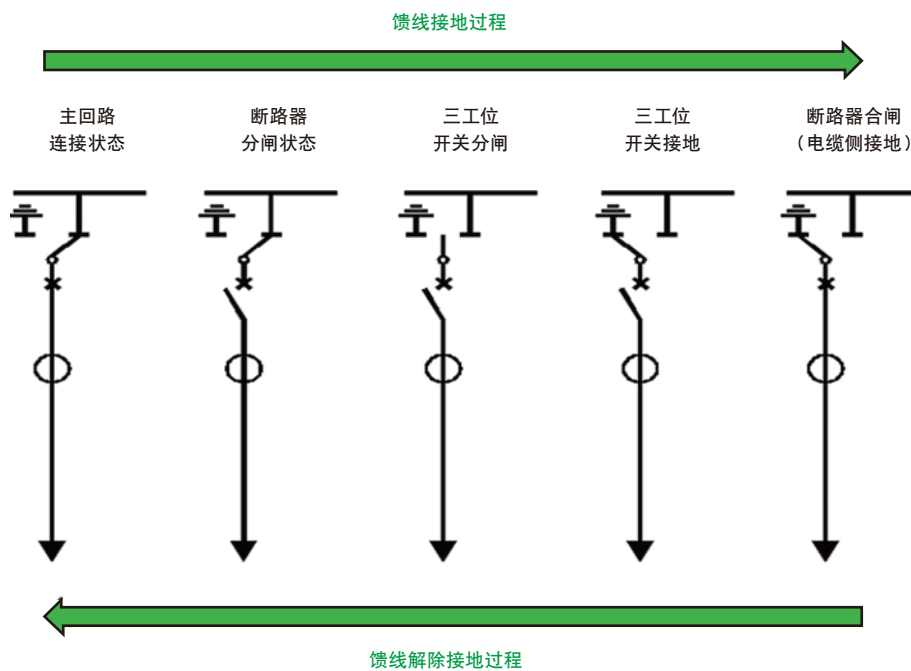 馈线接地过程
主回路
连接状态
断路器
分闸状态
三工位
开关分闸
三工位
开关接地
断路器合闸
（电缆侧接地）
馈线解除接地过程